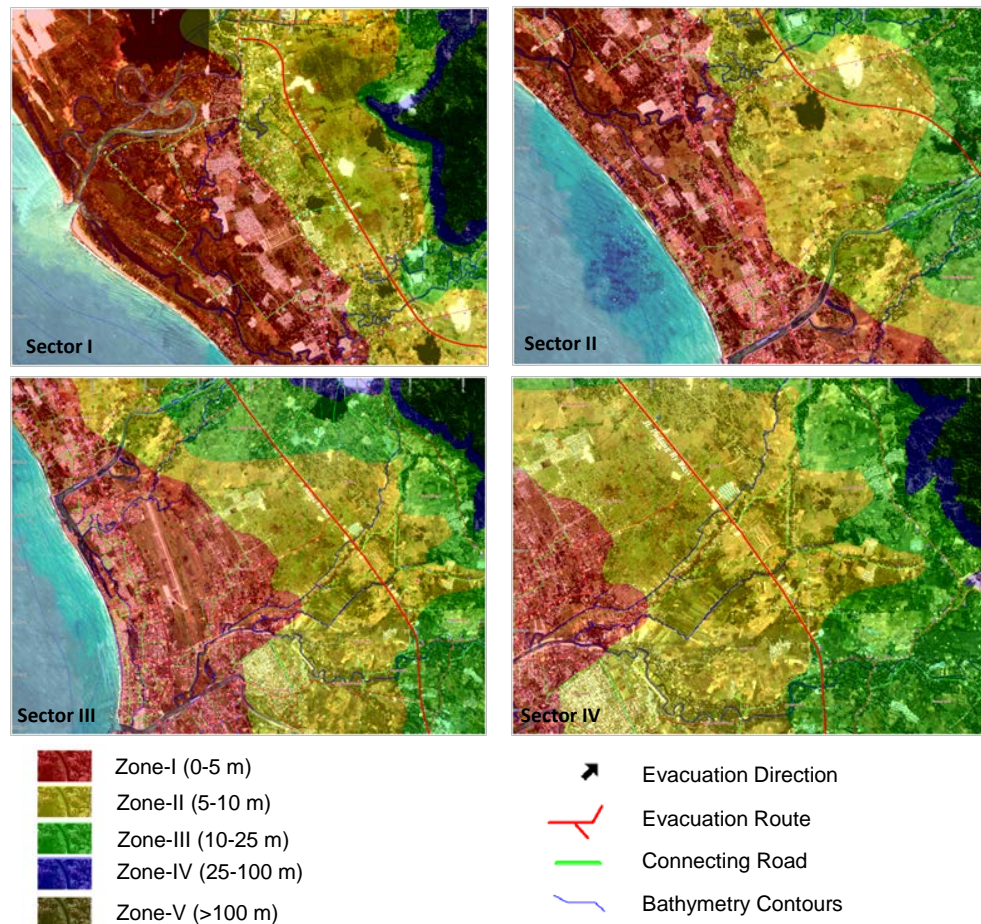 Sector I
Sector II
Sector III
Sector IV
Zone-I (0-5 m)
Zone-II (5-10 m)
Zone-III (10-25 m)
Zone-IV (25-100 m)
Zone-V (>100 m)
Evacuation Direction
Evacuation Route
Connecting Road
Bathymetry Contours